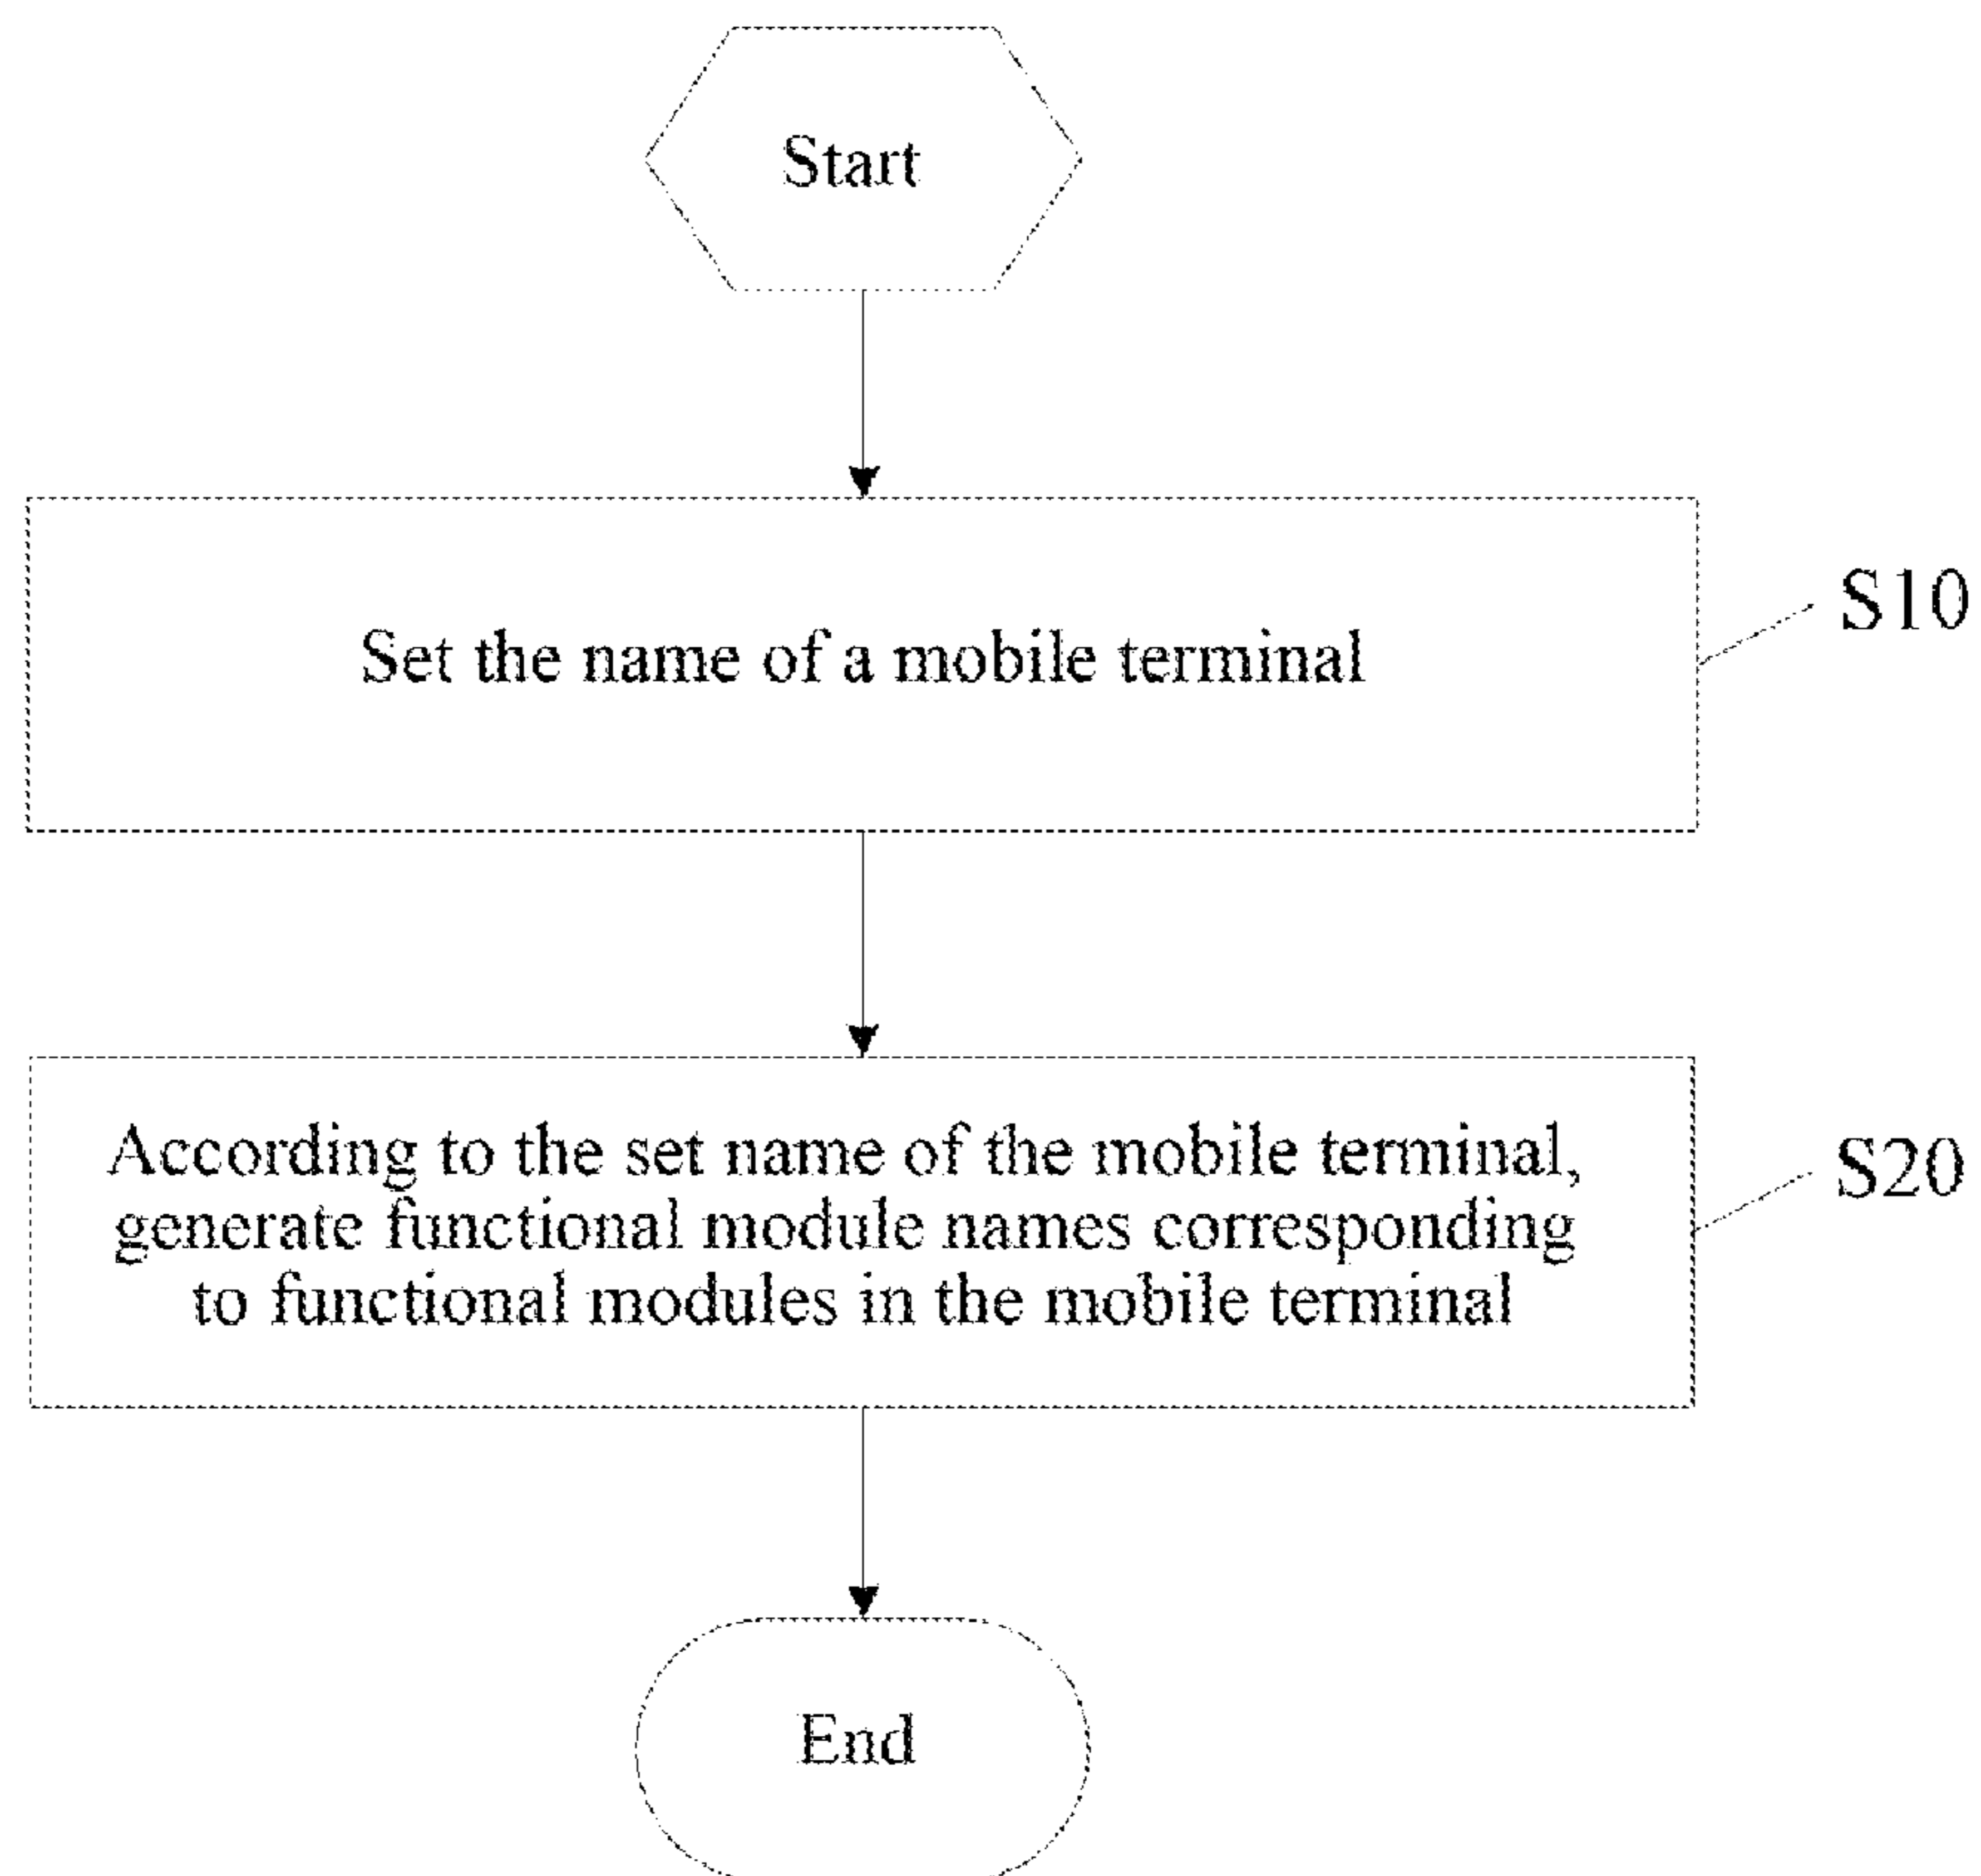 Start
Set the name of a mobile terminal
S10
According to the set name of the mobile terminal,
generate functional module names corresponding
to functional modules in the mobile terminal
S20
End